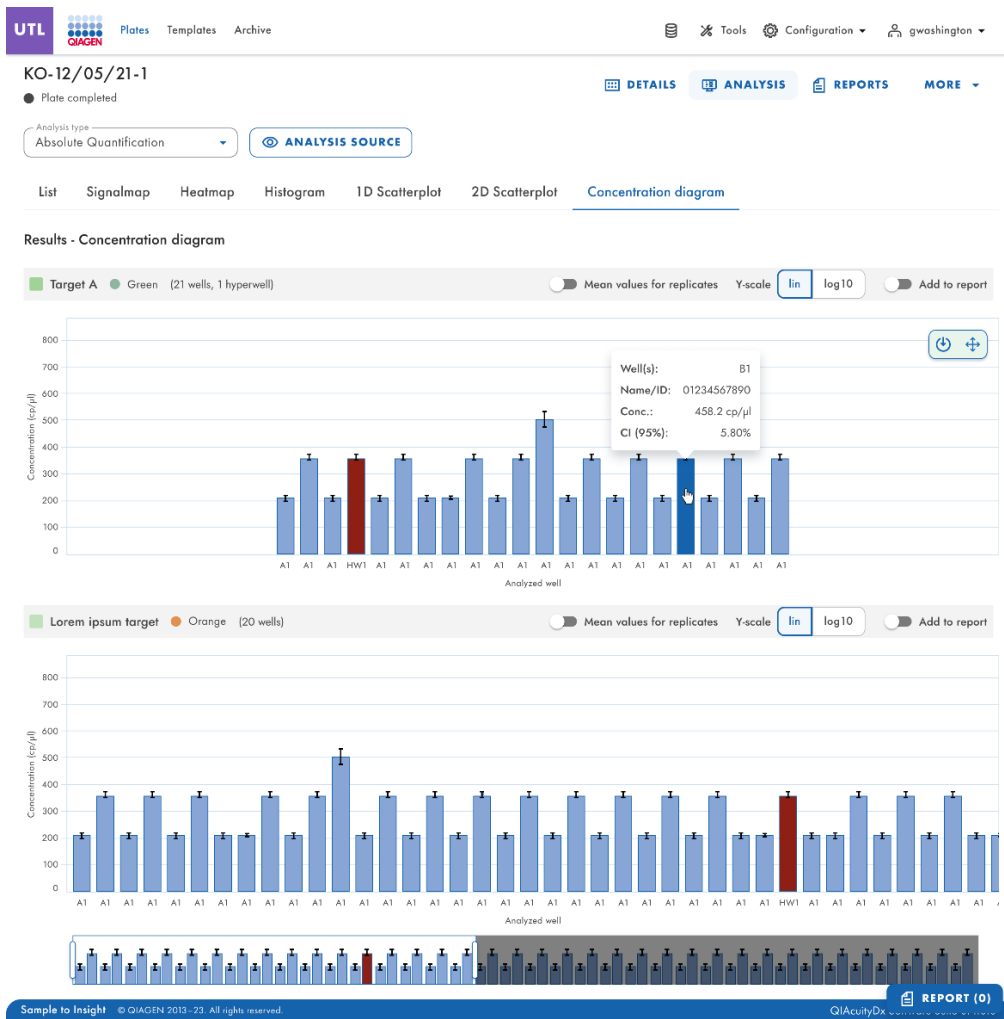 UTL
QIAGEN
Plates Templates Archive Tools Configuration gwashington
KO-12/05/21-1
Plate completed
DETAILS ANALYSIS REPORTS MORE
Analysis type
Absolute Quantification
ANALYSIS SOURCE
List Signalmap Heatmap Histogram 1D Scatterplot 2D Scatterplot Concentration diagram
Results - Concentration diagram
Target A Green (21 wells, 1 hyperwell) Mean values for replicates Y-scale lin log10 Add to report
Concentration (cp/µl)
800
700
600
500
400
300
200
100
0
Well(s): B1
Name/ID: 01234567890
Conc.: 458.2 cp/µl
CI (95%): 5.80%
A1 A1 A1 HW1 A1 A1 A1 A1 A1 A1 A1 A1 A1 A1 A1 A1 A1 A1 A1 A1 A1 A1
Analyzed well
Lorem ipsum target Orange (20 wells) Mean values for replicates Y-scale lin log10 Add to report
Concentration (cp/µl)
800
700
600
500
400
300
200
100
0
A1 A1 A1 A1 A1 A1 A1 A1 A1 A1 A1 A1 A1 A1 A1 A1 A1 A1 A1 A1 A1 A1 A1 A1 A1 A1 A1 A1 A1 A1 HW1 A1 A1 A1 A1 A1 A1 A1 A1
Analyzed well
REPORT (0)
Sample to Insight © QIAGEN 2013–23. All rights reserved. QIAcuityDx